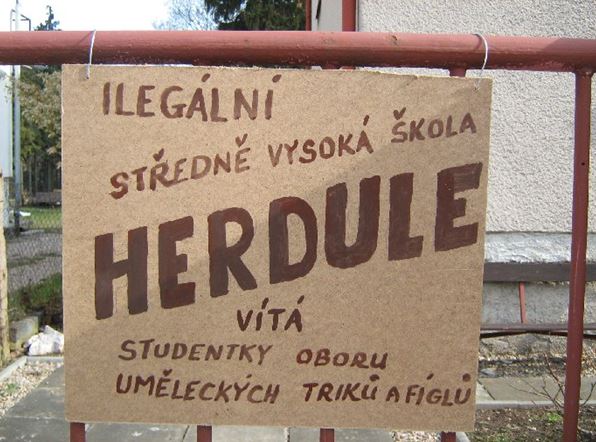 ILEGÁLNÍ
STŘEDNĚ VYSOKÁ ŠKOLA
HERDULE
VÍTÁ
STUDENTKY OBORU
UMĚLECKÝCH TRIKŮ A FÍGLŮ